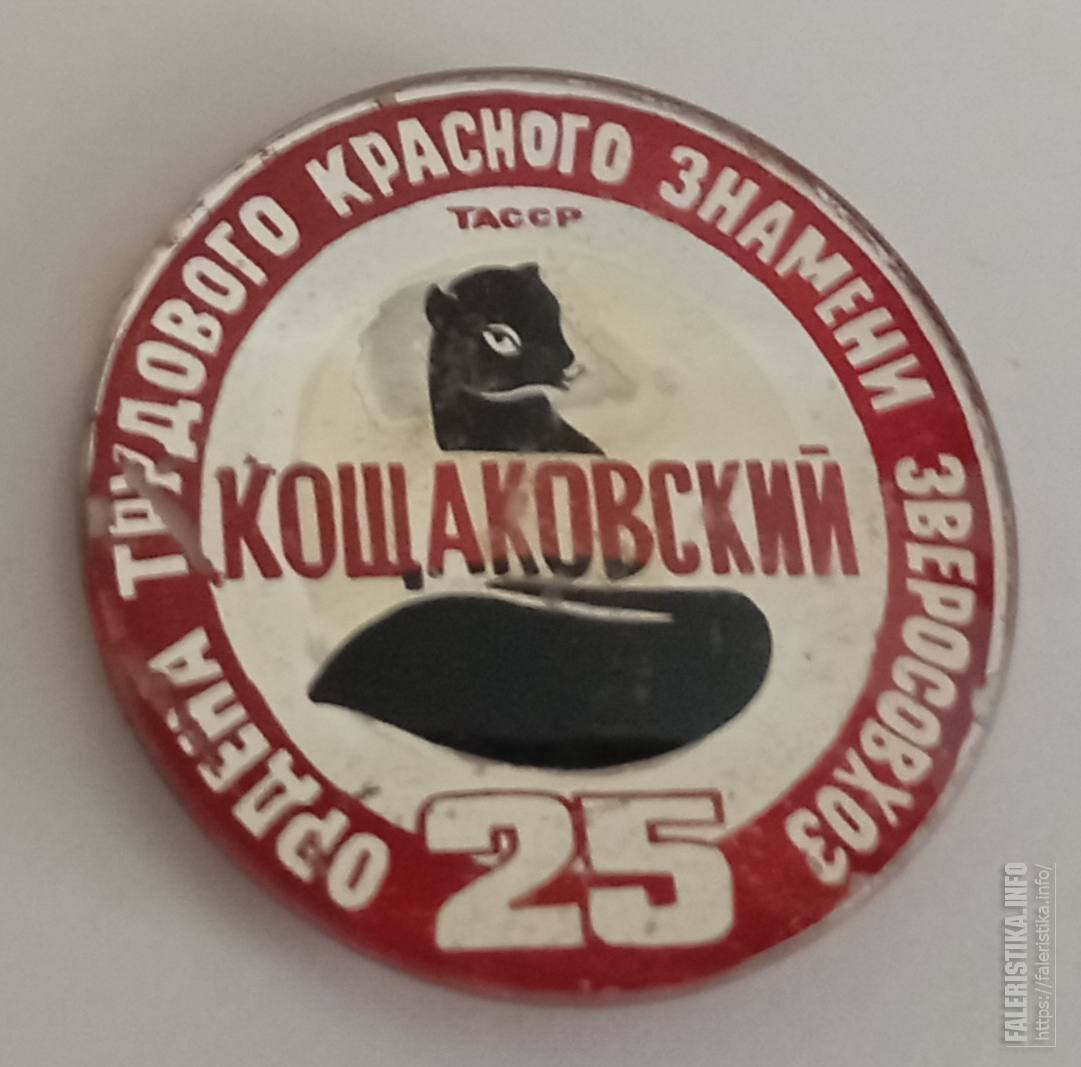 ОРДЕНА ТРУДОВОГО КРАСНОГО ЗНАМЕНИ ЗВЕРОСОВХОЗ
ТАССР
КОЩАКОВСКИЙ
25
FALERISTIKA.INFO
https://faleristika.info/